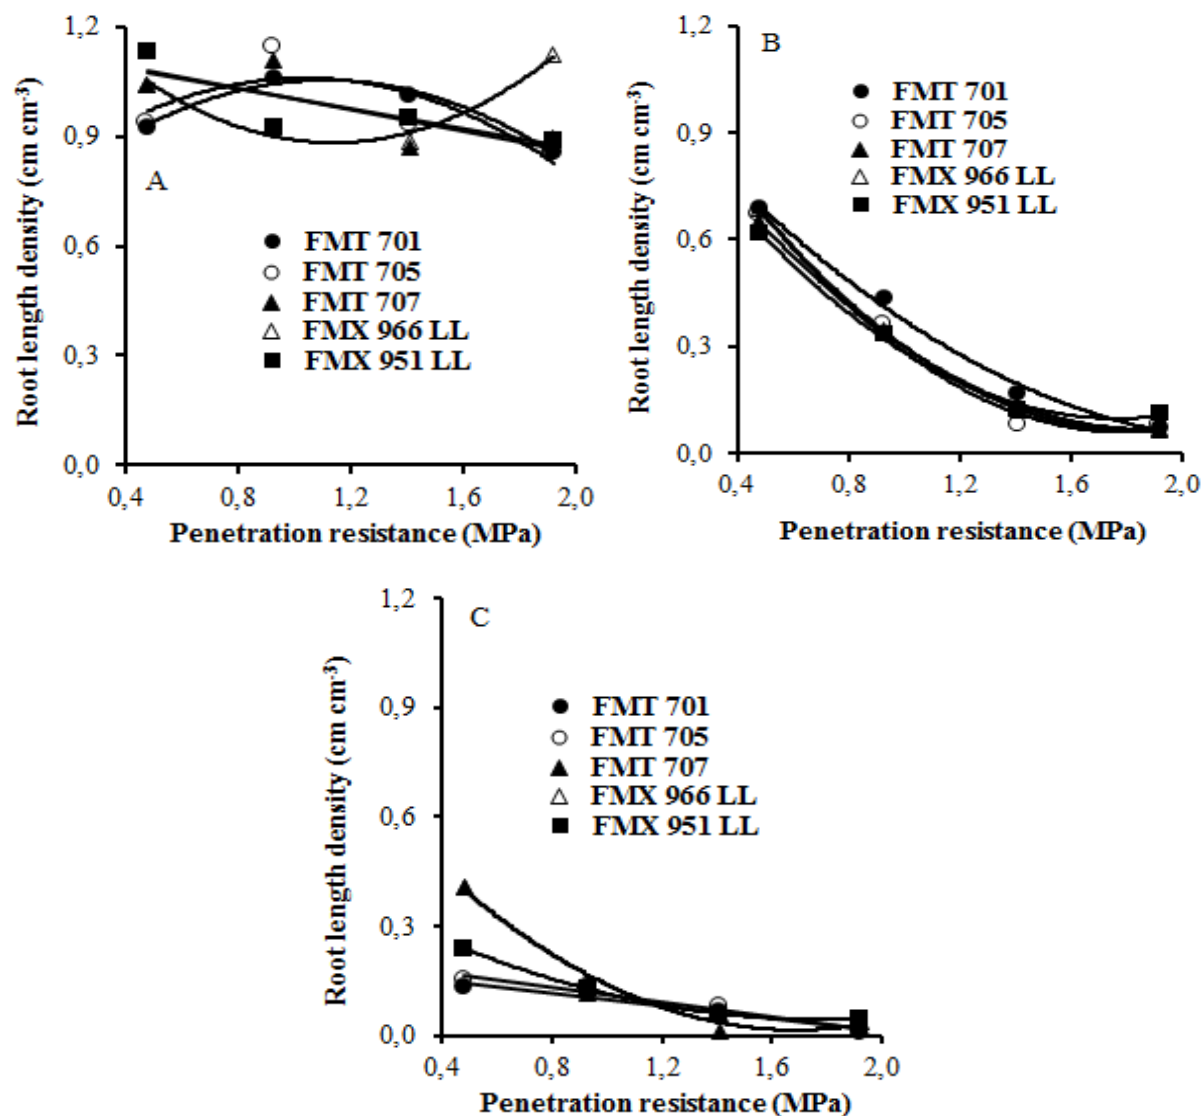 Root length density (cm cm⁻³)
1,2
0,9
0,6
0,3
0,0
A
FMT 701
FMT 705
FMT 707
FMX 966 LL
FMX 951 LL
0,4 0,8 1,2 1,6 2,0
Penetration resistance (MPa)
Root length density (cm cm⁻³)
1,2
0,9
0,6
0,3
0,0
B
FMT 701
FMT 705
FMT 707
FMX 966 LL
FMX 951 LL
0,4 0,8 1,2 1,6 2,0
Penetration resistance (MPa)
Root length density (cm cm⁻³)
1,2
0,9
0,6
0,3
0,0
C
FMT 701
FMT 705
FMT 707
FMX 966 LL
FMX 951 LL
0,4 0,8 1,2 1,6 2,0
Penetration resistance (MPa)